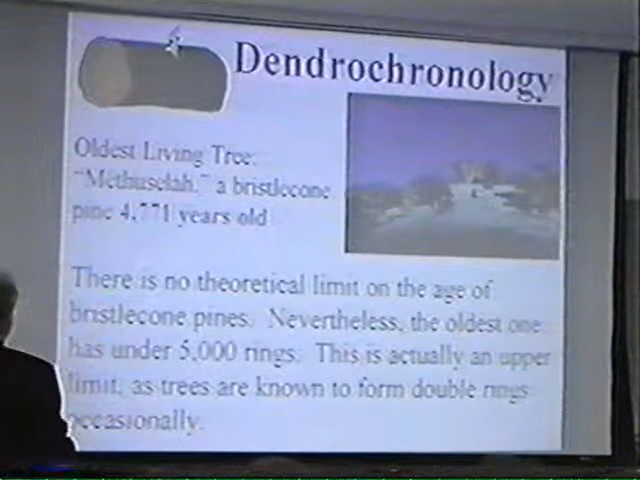 Dendrochronology
Oldest Living Tree:
"Methuselah," a bristlecone
pine 4,771 years old
There is no theoretical limit on the age of
bristlecone pines. Nevertheless, the oldest one
has under 5,000 rings. This is actually an upper
limit, as trees are known to form double rings
occasionally.